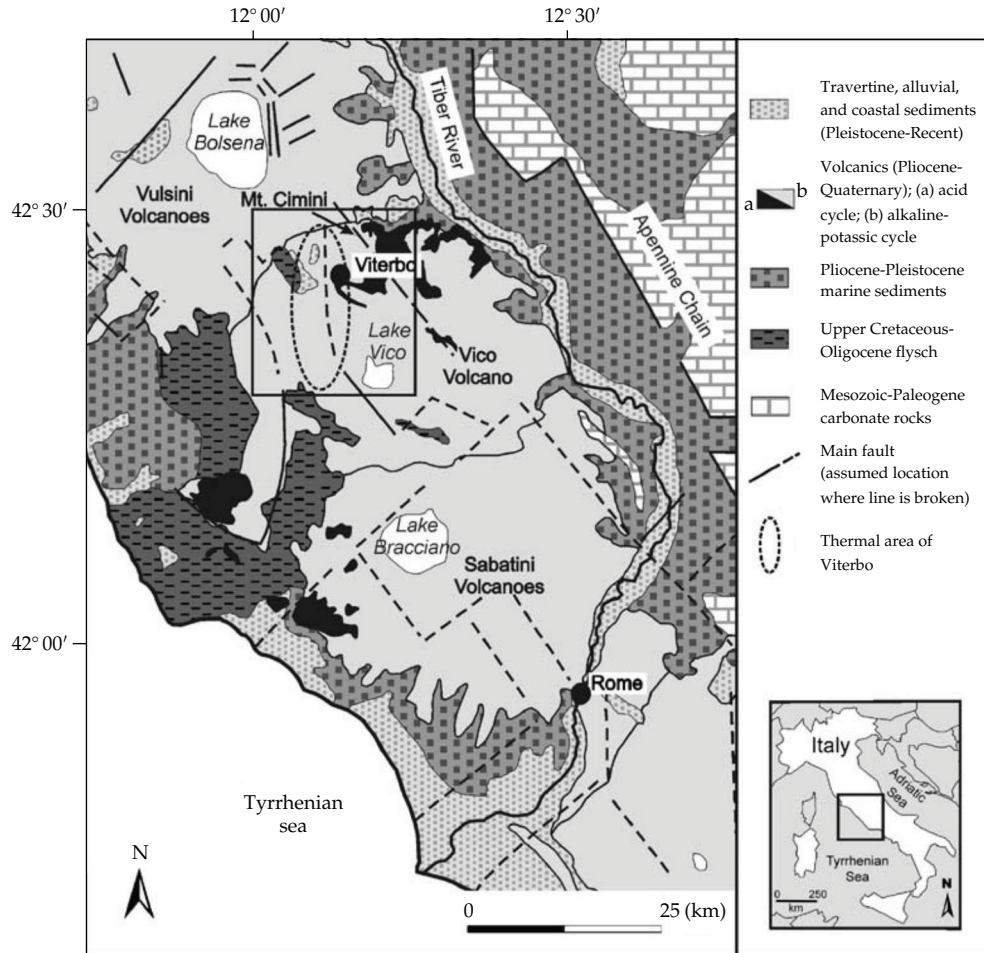 12° 00′
12° 30′
42° 30′
42° 00′
Lake
Bolsena
Tiber River
Vulsini
Volcanoes
Mt. Cimini
Viterbo
Apennine Chain
Lake
Vico
Vico
Volcano
Lake
Bracciano
Sabatini
Volcanoes
Rome
Tyrrhenian
sea
N
0
25 (km)
Travertine, alluvial,
and coastal sediments
(Pleistocene-Recent)
a
b
Volcanics (Pliocene-
Quaternary); (a) acid
cycle; (b) alkaline-
potassic cycle
Pliocene-Pleistocene
marine sediments
Upper Cretaceous-
Oligocene flysch
Mesozoic-Paleogene
carbonate rocks
Main fault
(assumed location
where line is broken)
Thermal area of
Viterbo
Italy
Adriatic
Sea
Tyrrhenian
Sea
0 250
km
N